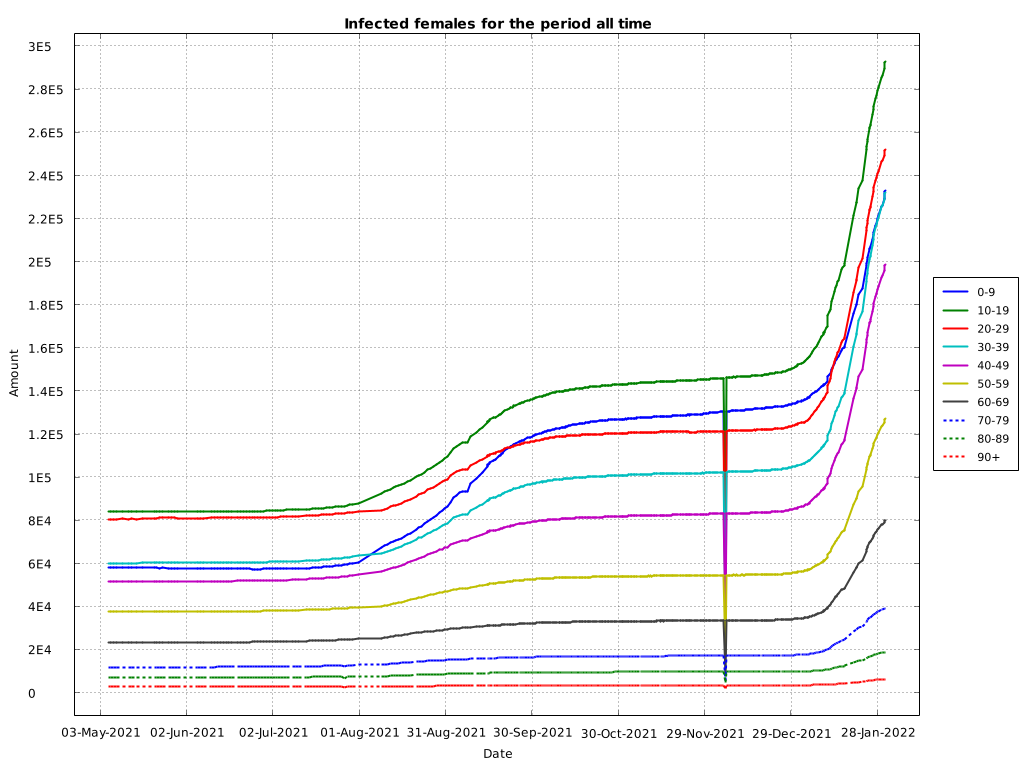 Infected females for the period all time
3E5
2.8E5
2.6E5
2.4E5
2.2E5
2E5
1.8E5
1.6E5
1.4E5
1.2E5
1E5
8E4
6E4
4E4
2E4
0
Amount
03-May-2021 02-Jun-2021 02-Jul-2021 01-Aug-2021 31-Aug-2021 30-Sep-2021 30-Oct-2021 29-Nov-2021 29-Dec-2021 28-Jan-2022
Date
0-9
10-19
20-29
30-39
40-49
50-59
60-69
70-79
80-89
90+